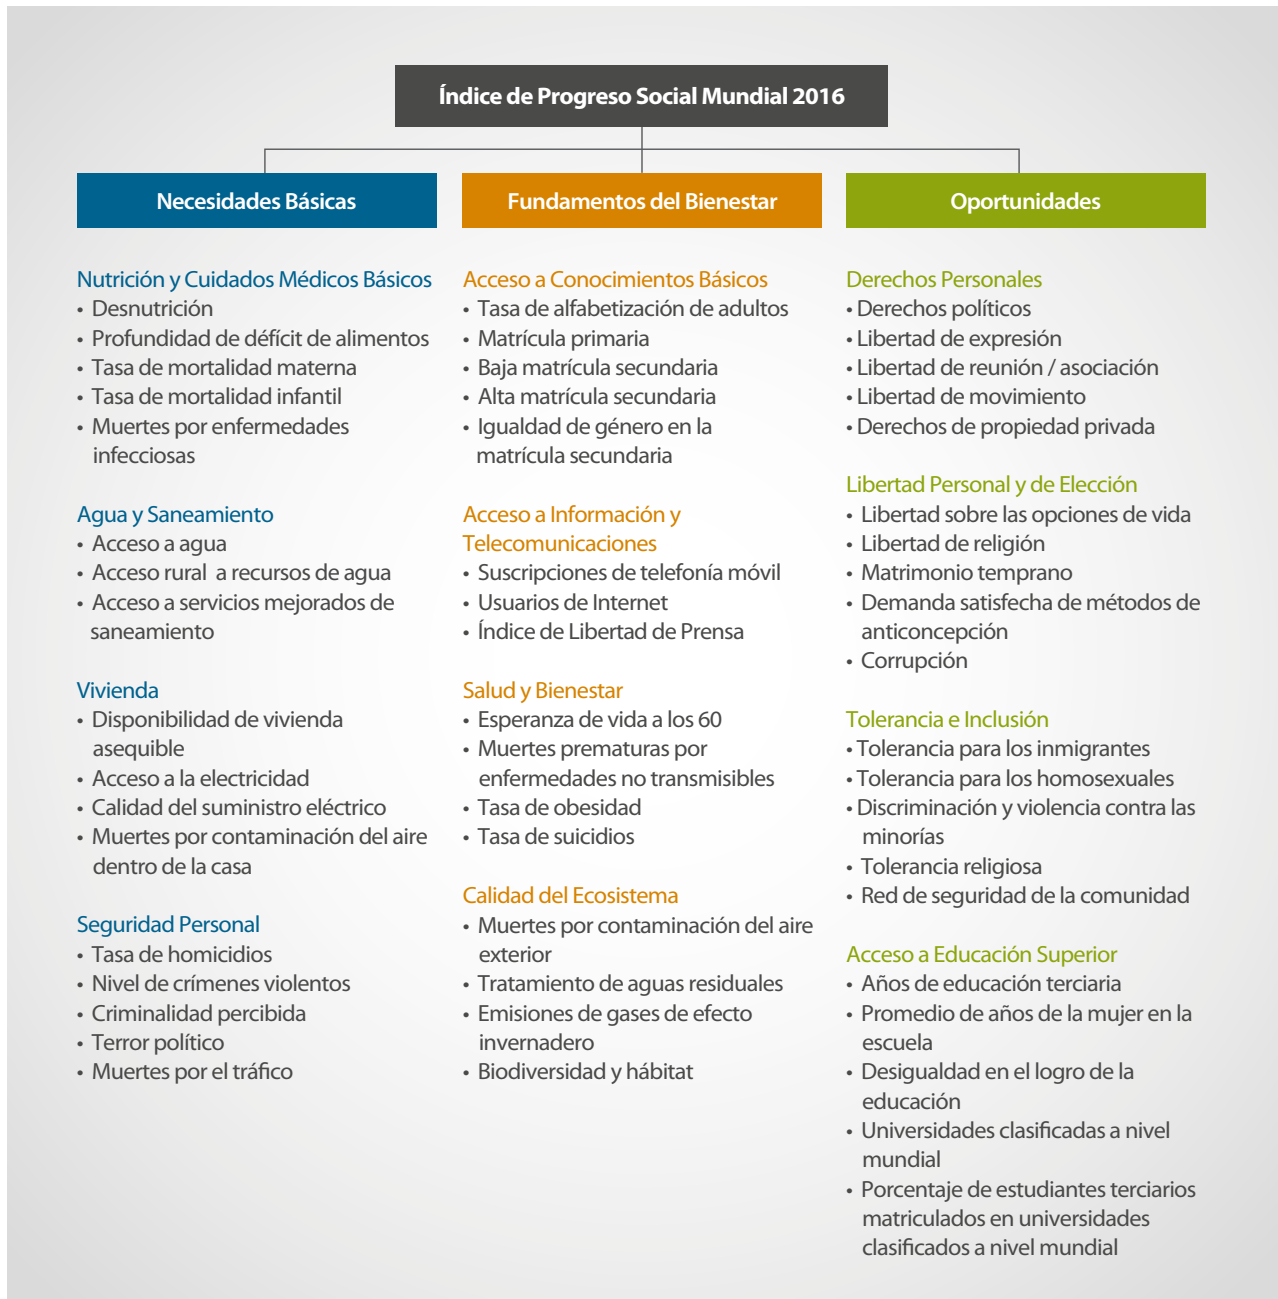 Índice de Progreso Social Mundial 2016
Necesidades Básicas
Nutrición y Cuidados Médicos Básicos
• Desnutrición
• Profundidad de défícit de alimentos
• Tasa de mortalidad materna
• Tasa de mortalidad infantil
• Muertes por enfermedades
infecciosas
Agua y Saneamiento
• Acceso a agua
• Acceso rural a recursos de agua
• Acceso a servicios mejorados de
saneamiento
Vivienda
• Disponibilidad de vivienda
asequible
• Acceso a la electricidad
• Calidad del suministro eléctrico
• Muertes por contaminación del aire
dentro de la casa
Seguridad Personal
• Tasa de homicidios
• Nivel de crímenes violentos
• Criminalidad percibida
• Terror político
• Muertes por el tráfico
Fundamentos del Bienestar
Acceso a Conocimientos Básicos
• Tasa de alfabetización de adultos
• Matrícula primaria
• Baja matrícula secundaria
• Alta matrícula secundaria
• Igualdad de género en la
matrícula secundaria
Acceso a Información y
Telecomunicaciones
• Suscripciones de telefonía móvil
• Usuarios de Internet
• Índice de Libertad de Prensa
Salud y Bienestar
• Esperanza de vida a los 60
• Muertes prematuras por
enfermedades no transmisibles
• Tasa de obesidad
• Tasa de suicidios
Calidad del Ecosistema
• Muertes por contaminación del aire
exterior
• Tratamiento de aguas residuales
• Emisiones de gases de efecto
invernadero
• Biodiversidad y hábitat
Oportunidades
Derechos Personales
• Derechos políticos
• Libertad de expresión
• Libertad de reunión / asociación
• Libertad de movimiento
• Derechos de propiedad privada
Libertad Personal y de Elección
• Libertad sobre las opciones de vida
• Libertad de religión
• Matrimonio temprano
• Demanda satisfecha de métodos de
anticoncepción
• Corrupción
Tolerancia e Inclusión
• Tolerancia para los inmigrantes
• Tolerancia para los homosexuales
• Discriminación y violencia contra las
minorías
• Tolerancia religiosa
• Red de seguridad de la comunidad
Acceso a Educación Superior
• Años de educación terciaria
• Promedio de años de la mujer en la
escuela
• Desigualdad en el logro de la
educación
• Universidades clasificadas a nivel
mundial
• Porcentaje de estudiantes terciarios
matriculados en universidades
clasificados a nivel mundial